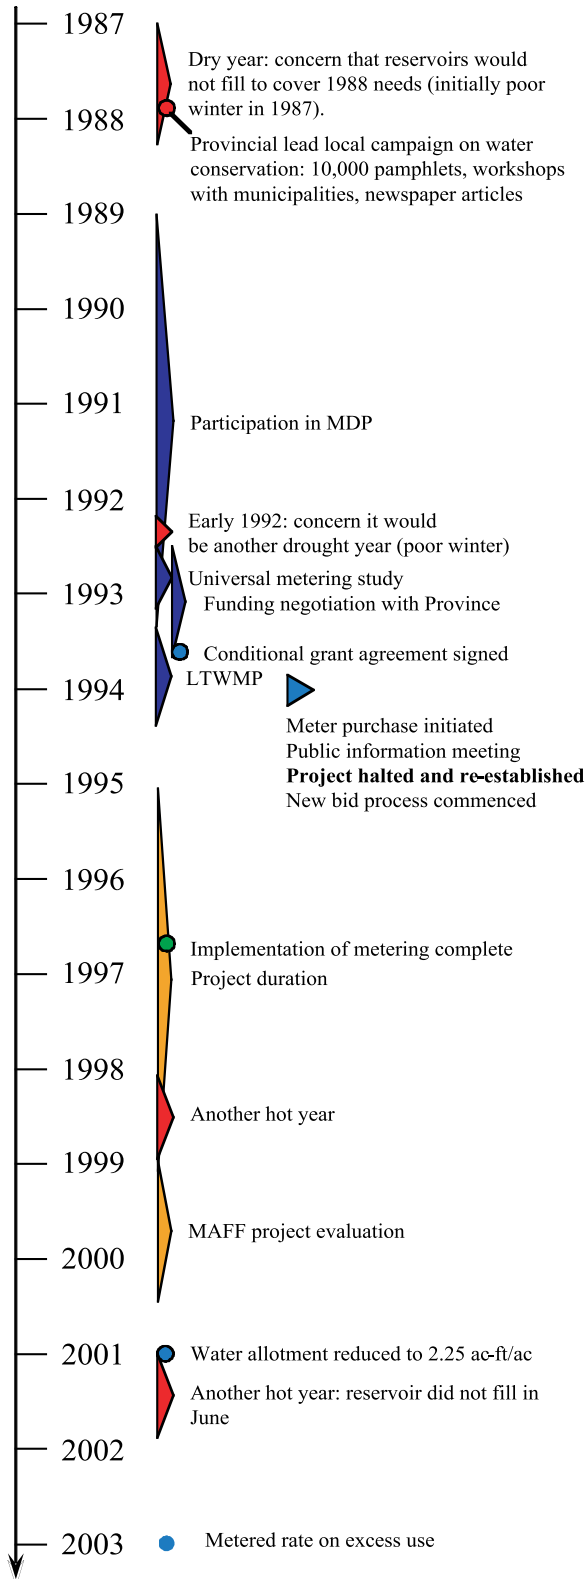 1987
Dry year: concern that reservoirs would
not fill to cover 1988 needs (initially poor
winter in 1987).
1988
Provincial lead local campaign on water
conservation: 10,000 pamphlets, workshops
with municipalities, newspaper articles
1989
1990
1991
Participation in MDP
1992
Early 1992: concern it would
be another drought year (poor winter)
Universal metering study
1993
Funding negotiation with Province
Conditional grant agreement signed
LTWMP
1994
Meter purchase initiated
Public information meeting
Project halted and re-established
New bid process commenced
1995
1996
Implementation of metering complete
1997
Project duration
1998
Another hot year
1999
MAFF project evaluation
2000
2001
Water allotment reduced to 2.25 ac-ft/ac
Another hot year: reservoir did not fill in
June
2002
2003
Metered rate on excess use